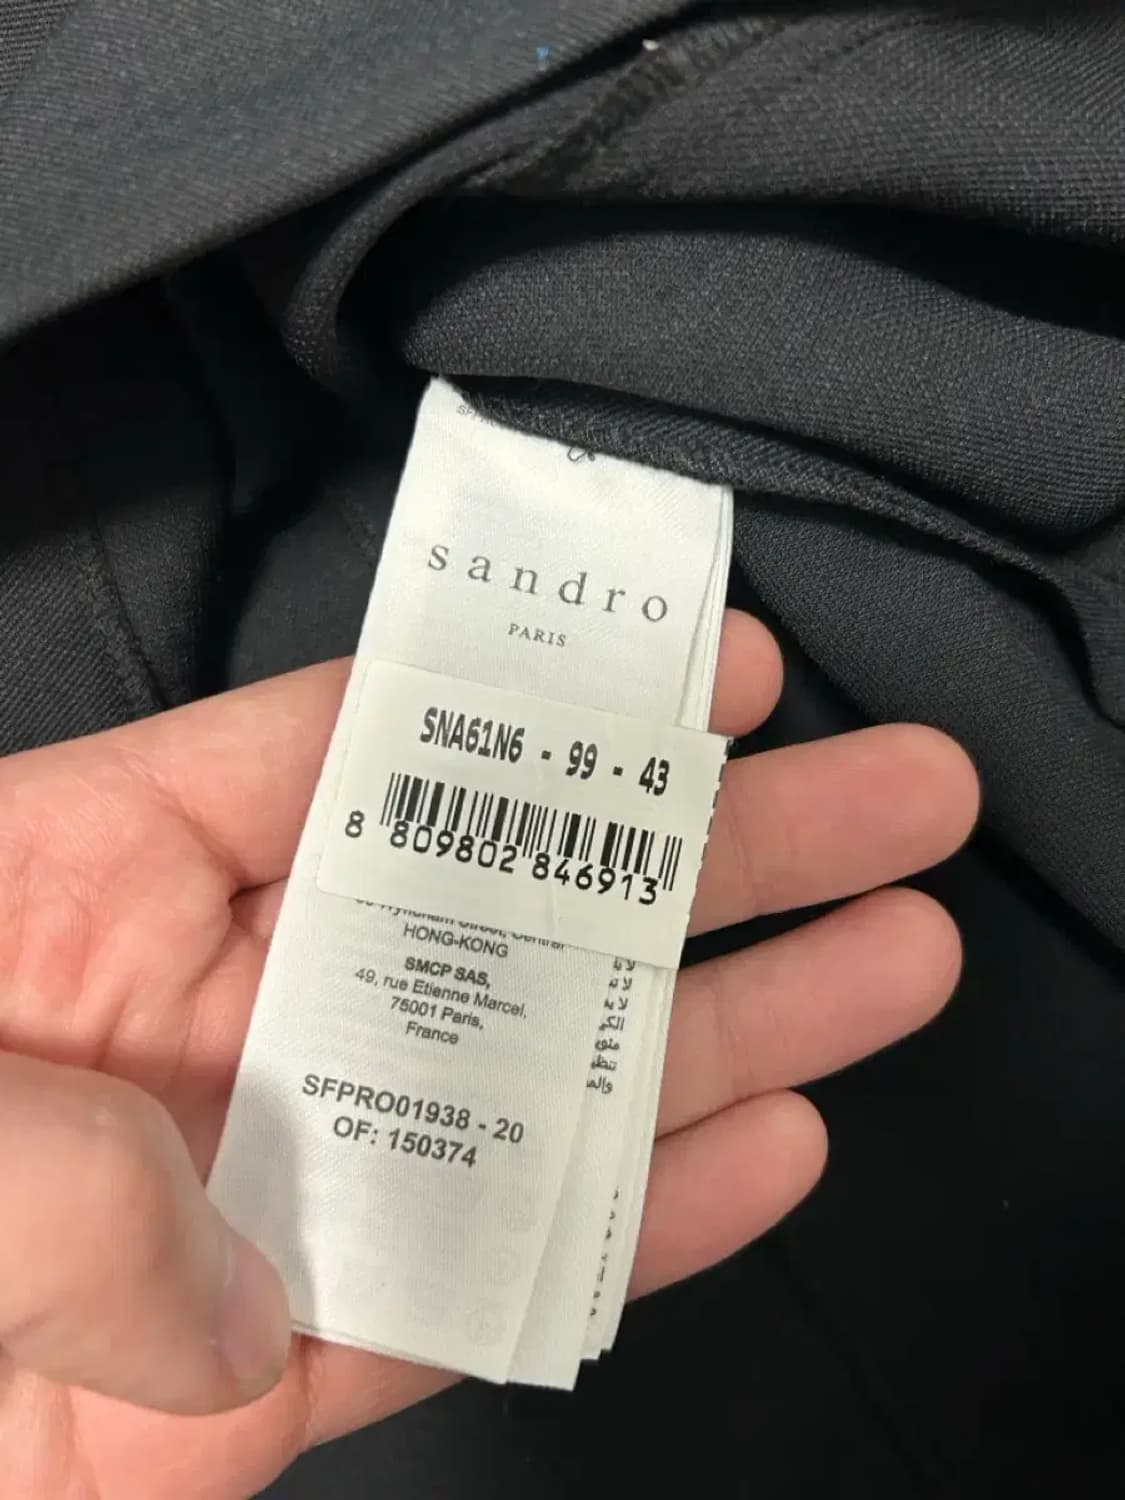 sandro
PARIS
SNA61N6 - 99 - 43
8 809802 846913
HONG-KONG
SMCP SAS,
49, rue Etienne Marcel,
75001 Paris,
France
SFPRO01938 - 20
OF: 150374